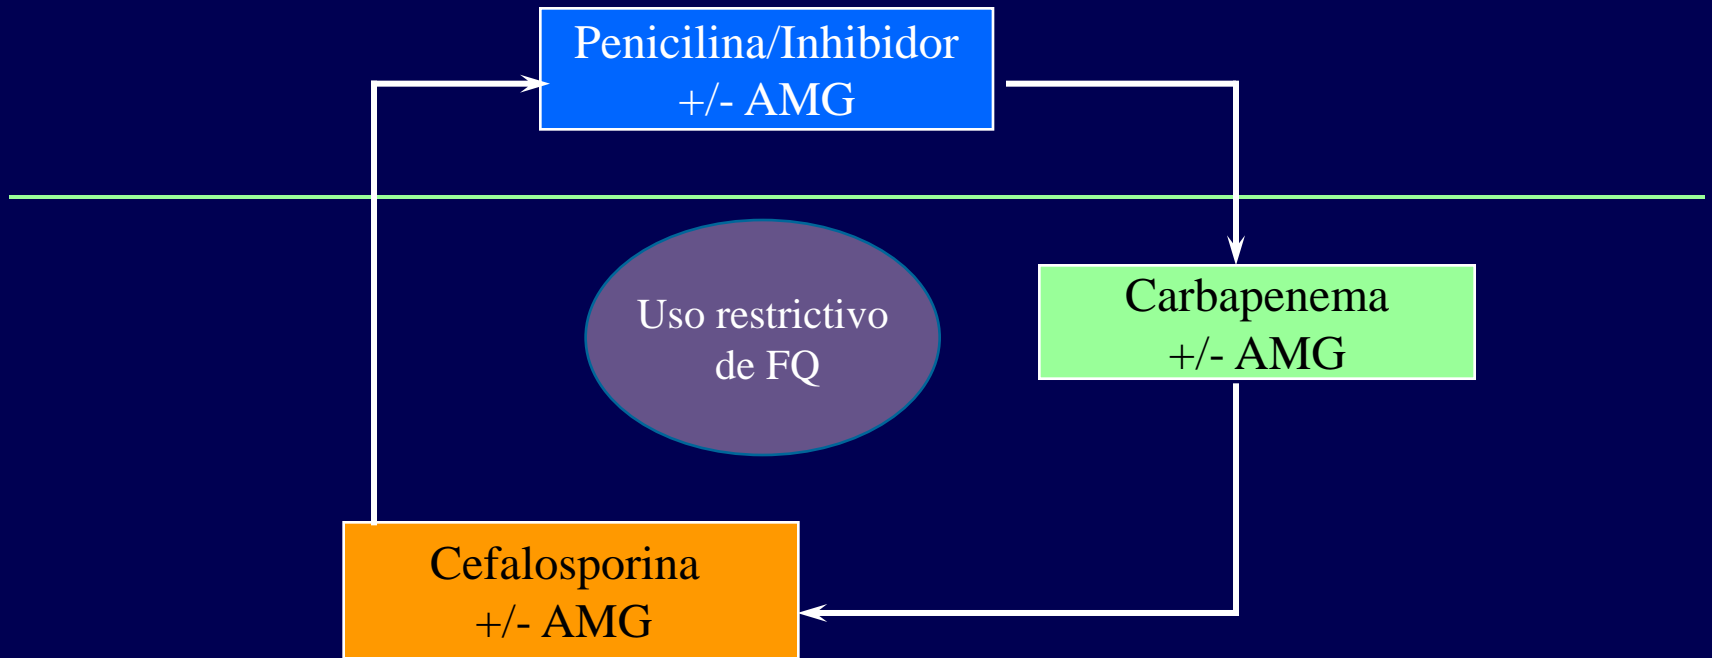 Penicilina/Inhibidor
+/- AMG
Uso restrictivo
de FQ
Carbapenema
+/- AMG
Cefalosporina
+/- AMG